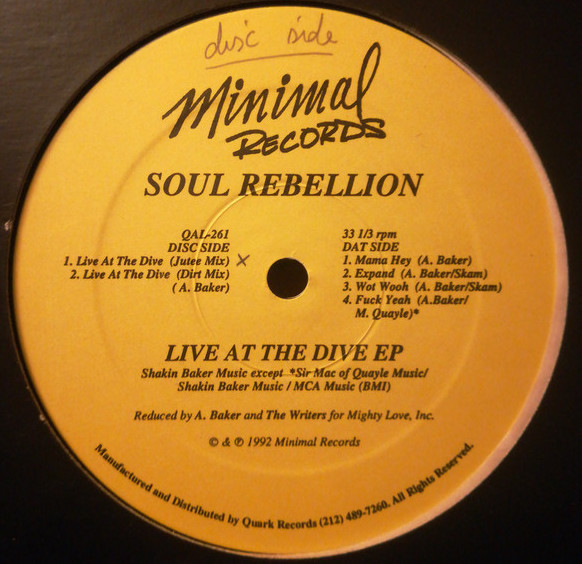 disc side
Minimal
RECORDS
SOUL REBELLION
QAL-261
DISC SIDE
1. Live At The Dive (Jutee Mix) ×
2. Live At The Dive (Dirt Mix)
( A. Baker)
33 1/3 rpm
DAT SIDE
1. Mama Hey (A. Baker)
2. Expand (A. Baker/Skam)
3. Wot Wooh (A. Baker/Skam)
4. Fuck Yeah (A.Baker/
M. Quayle)*
LIVE AT THE DIVE EP
Shakin Baker Music except *Sir Mac of Quayle Music/
Shakin Baker Music / MCA Music (BMI)
Reduced by A. Baker and The Writers for Mighty Love, Inc.
© & ℗ 1992 Minimal Records
Manufactured and Distributed by Quark Records (212) 489-7260. All Rights Reserved.